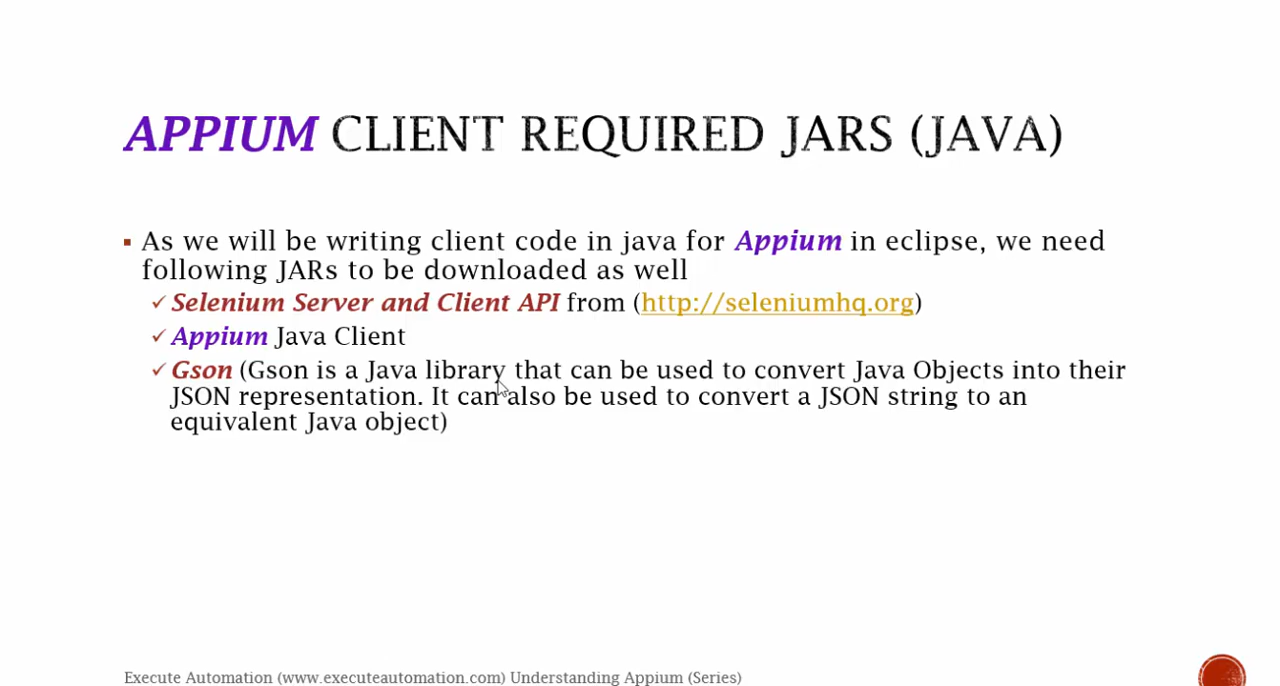 APPIUM CLIENT REQUIRED JARS (JAVA)
As we will be writing client code in java for Appium in eclipse, we need
following JARs to be downloaded as well
Selenium Server and Client API from (http://seleniumhq.org)
Appium Java Client
Gson (Gson is a Java library that can be used to convert Java Objects into their
JSON representation. It can also be used to convert a JSON string to an
equivalent Java object)
Execute Automation (www.executeautomation.com) Understanding Appium (Series)